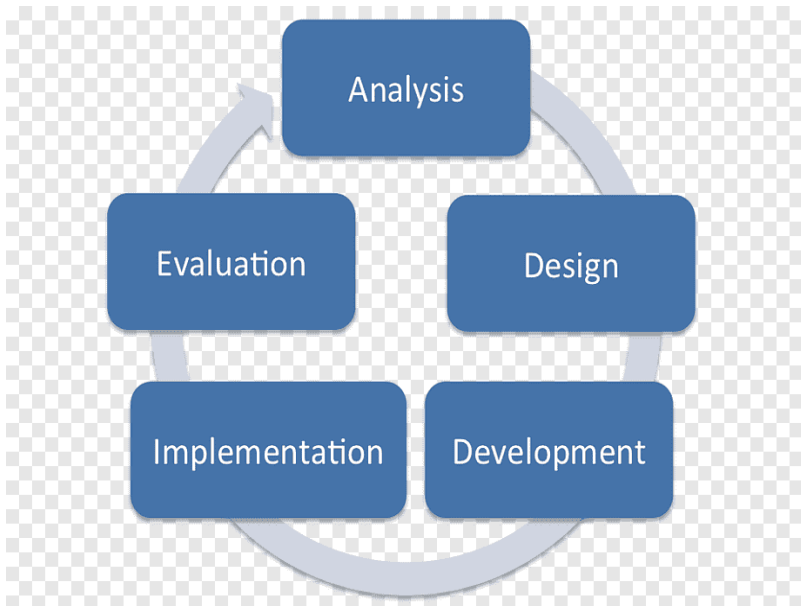 Analysis
Design
Development
Implementation
Evaluation